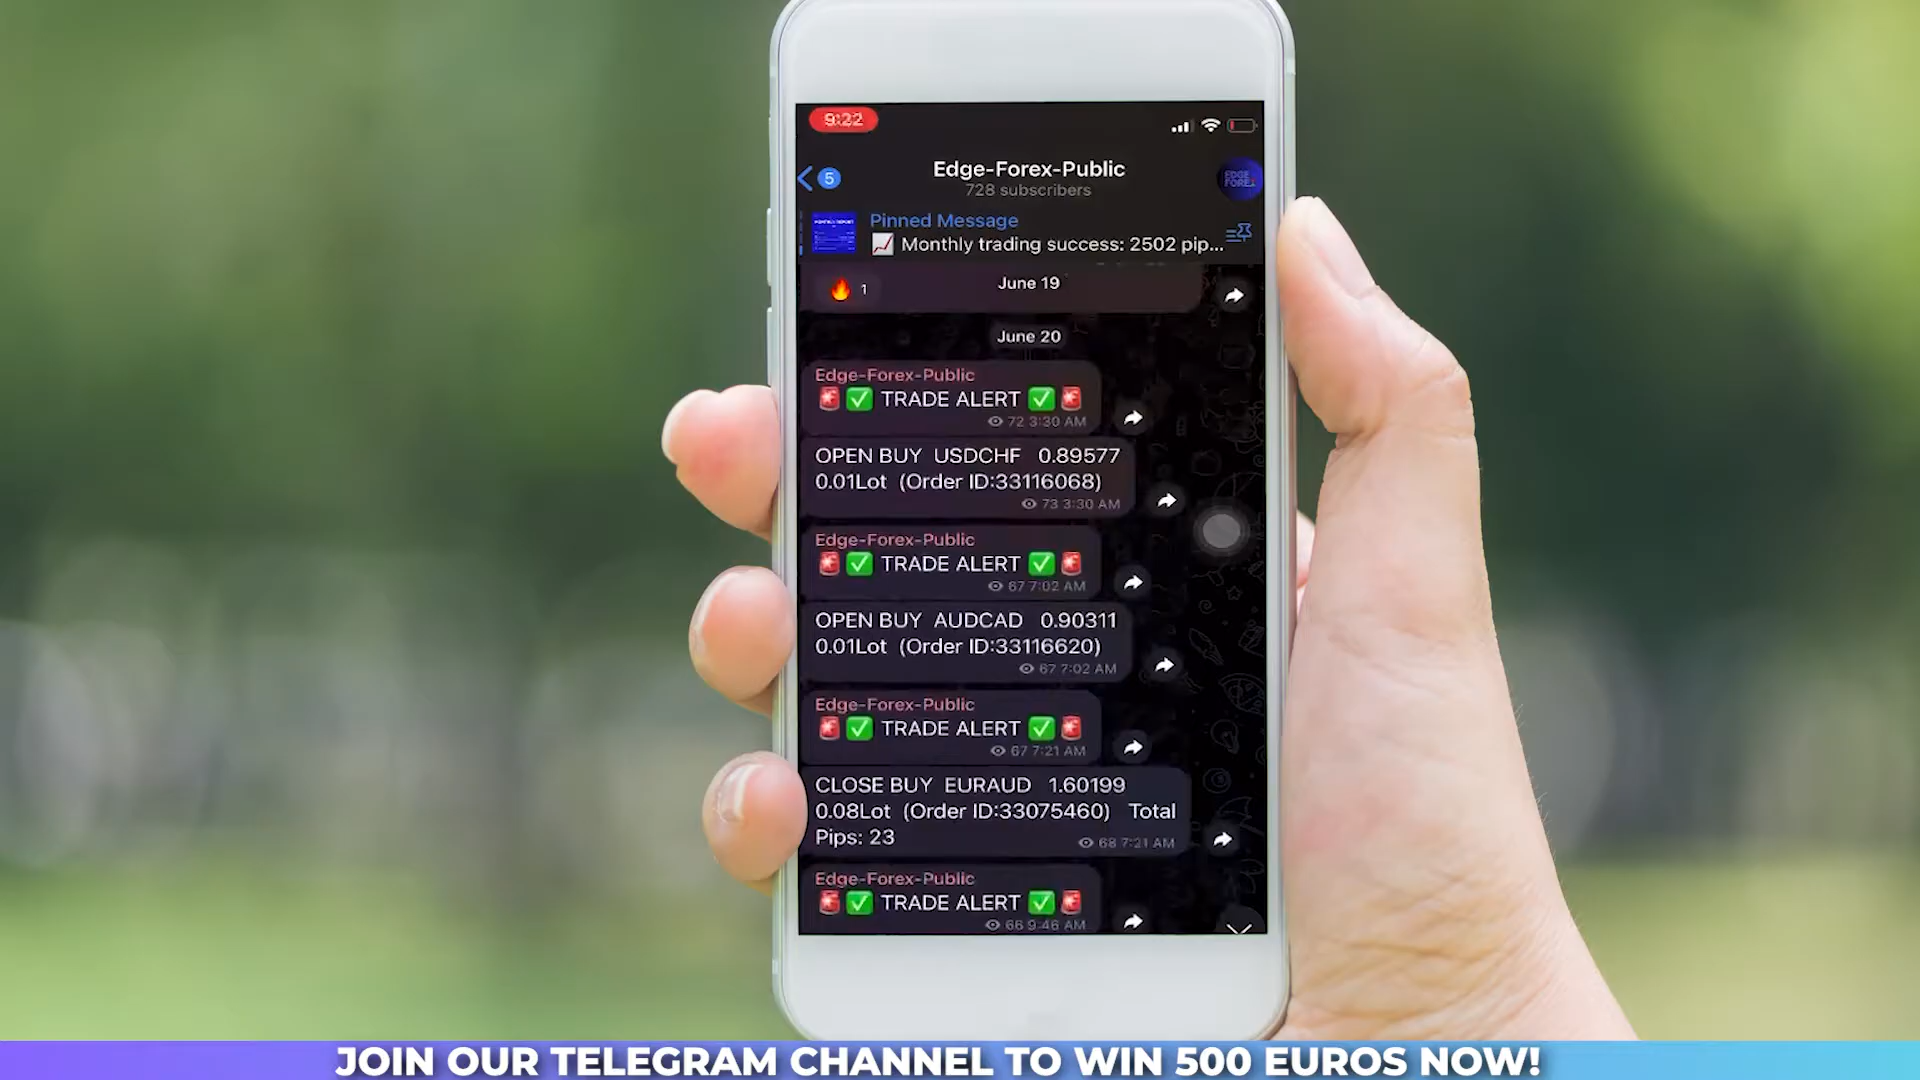 9:22
5
Edge-Forex-Public
728 subscribers
EDGE
FOREX
Pinned Message
📈 Monthly trading success: 2502 pip...
🔥 1
June 19
June 20
Edge-Forex-Public
🚨 ✅ TRADE ALERT ✅ 🚨
72 3:30 AM
OPEN BUY USDCHF 0.89577
0.01Lot (Order ID:33116068)
73 3:30 AM
Edge-Forex-Public
🚨 ✅ TRADE ALERT ✅ 🚨
67 7:02 AM
OPEN BUY AUDCAD 0.90311
0.01Lot (Order ID:33116620)
67 7:02 AM
Edge-Forex-Public
🚨 ✅ TRADE ALERT ✅ 🚨
67 7:21 AM
CLOSE BUY EURAUD 1.60199
0.08Lot (Order ID:33075460) Total
Pips: 23
68 7:21 AM
Edge-Forex-Public
🚨 ✅ TRADE ALERT ✅ 🚨
66 9:46 AM
JOIN OUR TELEGRAM CHANNEL TO WIN 500 EUROS NOW!